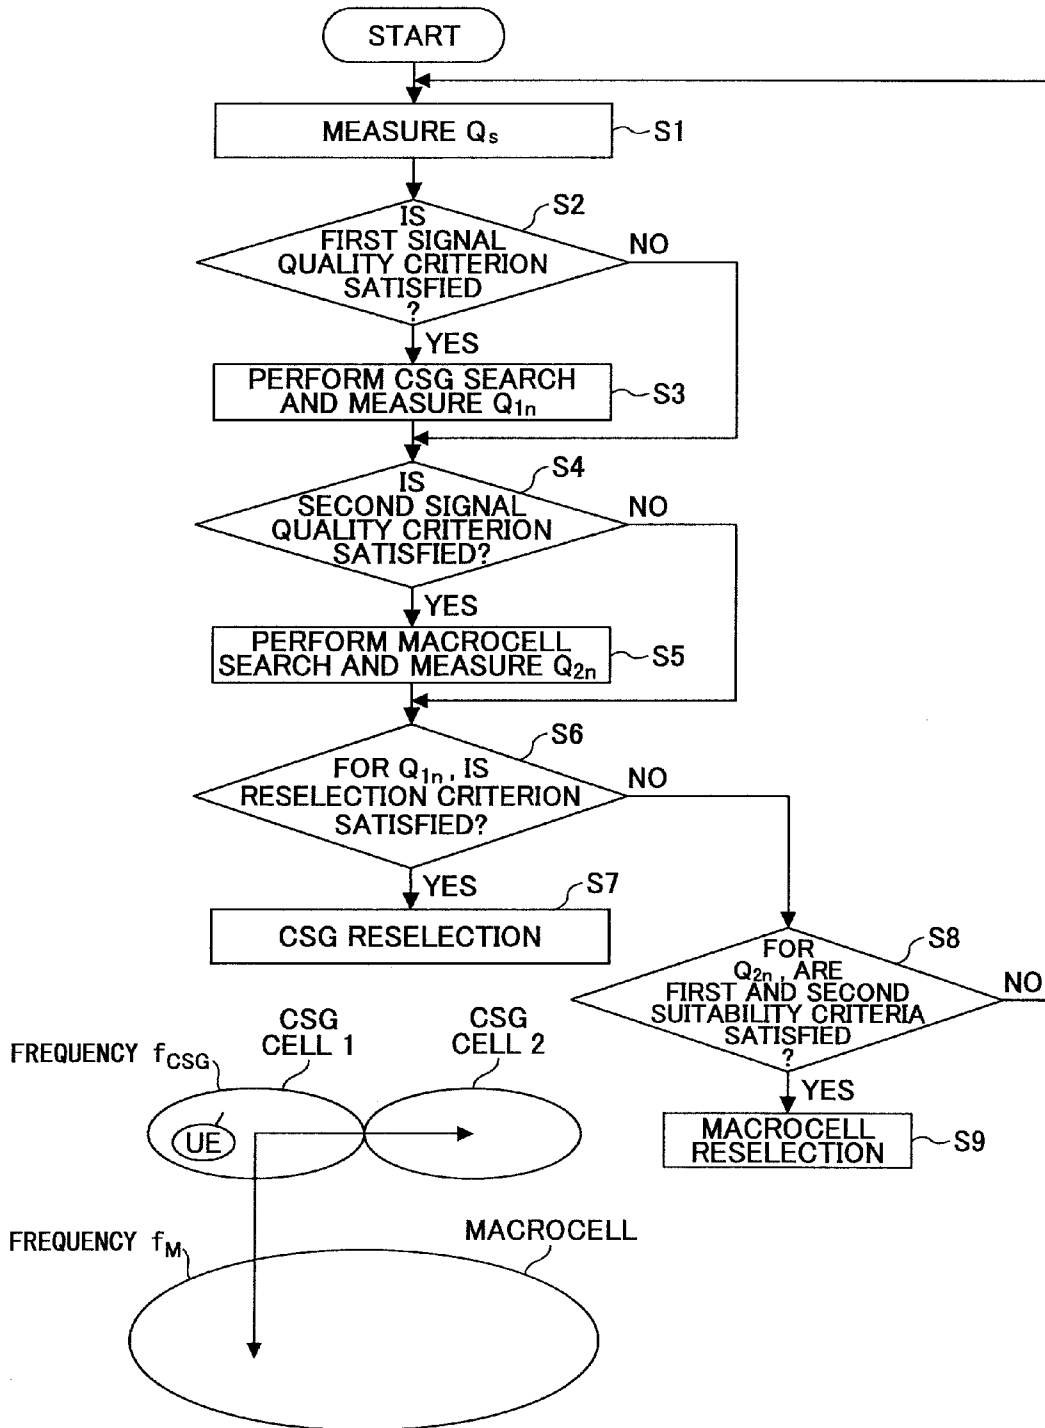 START
MEASURE Qs
S1
IS
FIRST SIGNAL
QUALITY CRITERION
SATISFIED
?
S2
NO
YES
PERFORM CSG SEARCH
AND MEASURE Q1n
S3
IS
SECOND SIGNAL
QUALITY CRITERION
SATISFIED?
S4
NO
YES
PERFORM MACROCELL
SEARCH AND MEASURE Q2n
S5
FOR Q1n, IS
RESELECTION CRITERION
SATISFIED?
S6
NO
YES
CSG RESELECTION
S7
FOR
Q2n, ARE
FIRST AND SECOND
SUITABILITY CRITERIA
SATISFIED
?
S8
NO
YES
MACROCELL
RESELECTION
S9
CSG
CELL 1
CSG
CELL 2
FREQUENCY fCSG
UE
FREQUENCY fM
MACROCELL